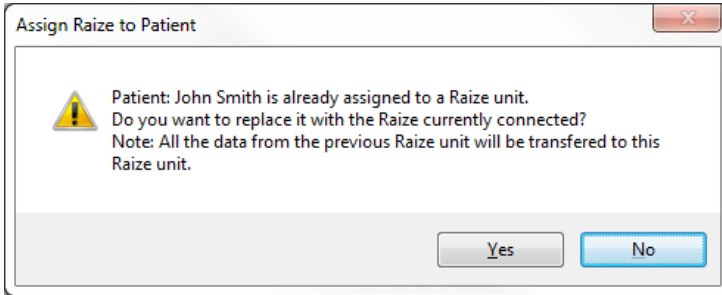 Assign Raize to Patient
Patient: John Smith is already assigned to a Raize unit.
Do you want to replace it with the Raize currently connected?
Note: All the data from the previous Raize unit will be transfered to this
Raize unit.
Yes
No